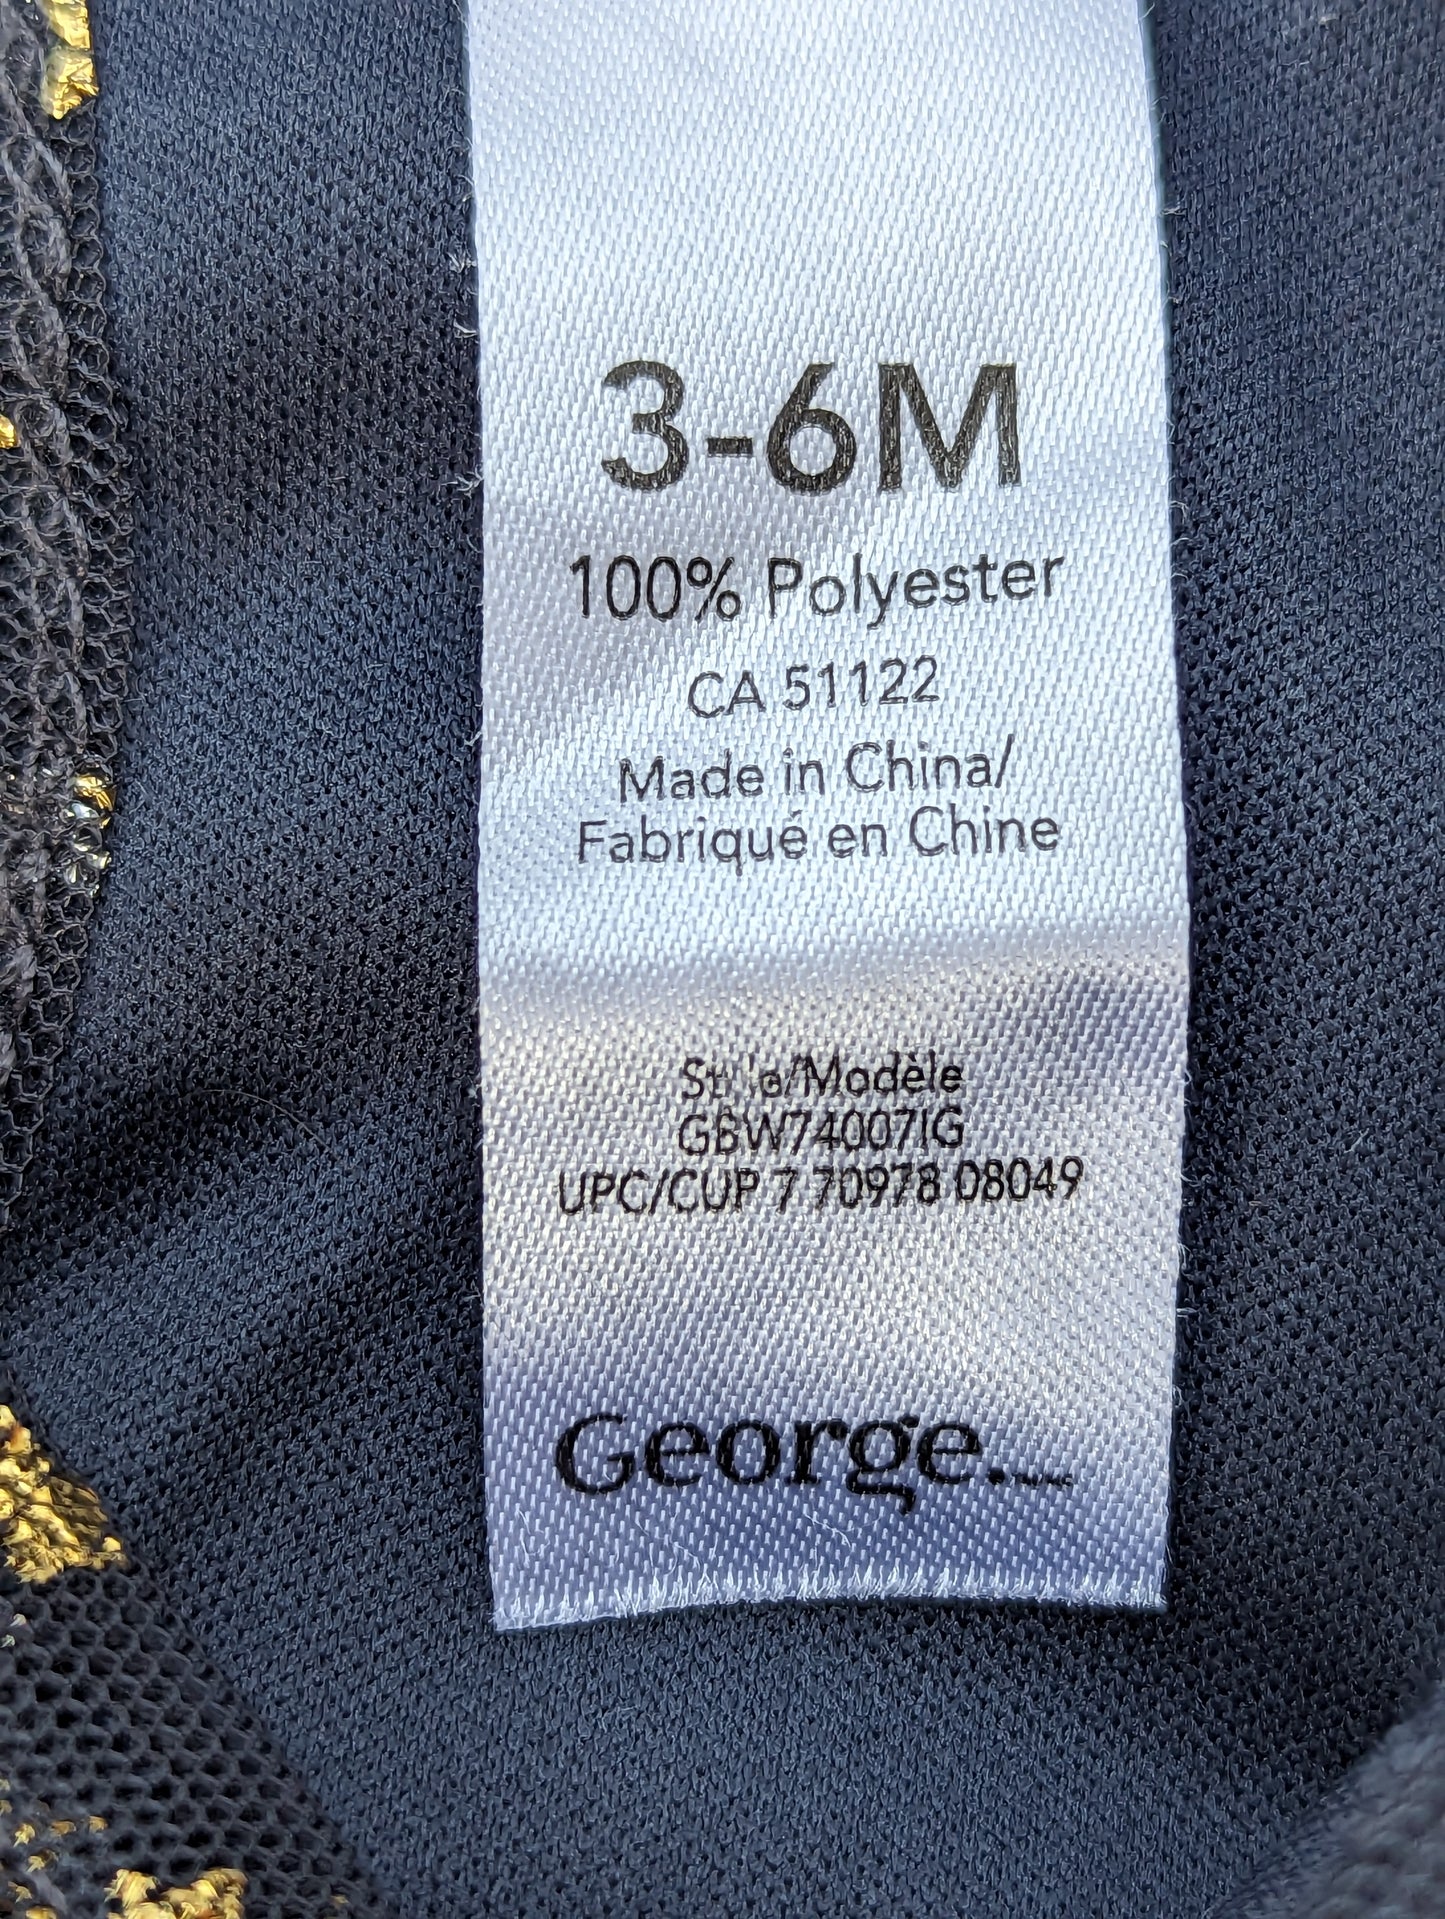 3-6M
100% Polyester
CA 51122
Made in China/
Fabriqué en Chine
Style/Modèle
GBW74007IG
UPC/CUP 7 70978 08049
George.